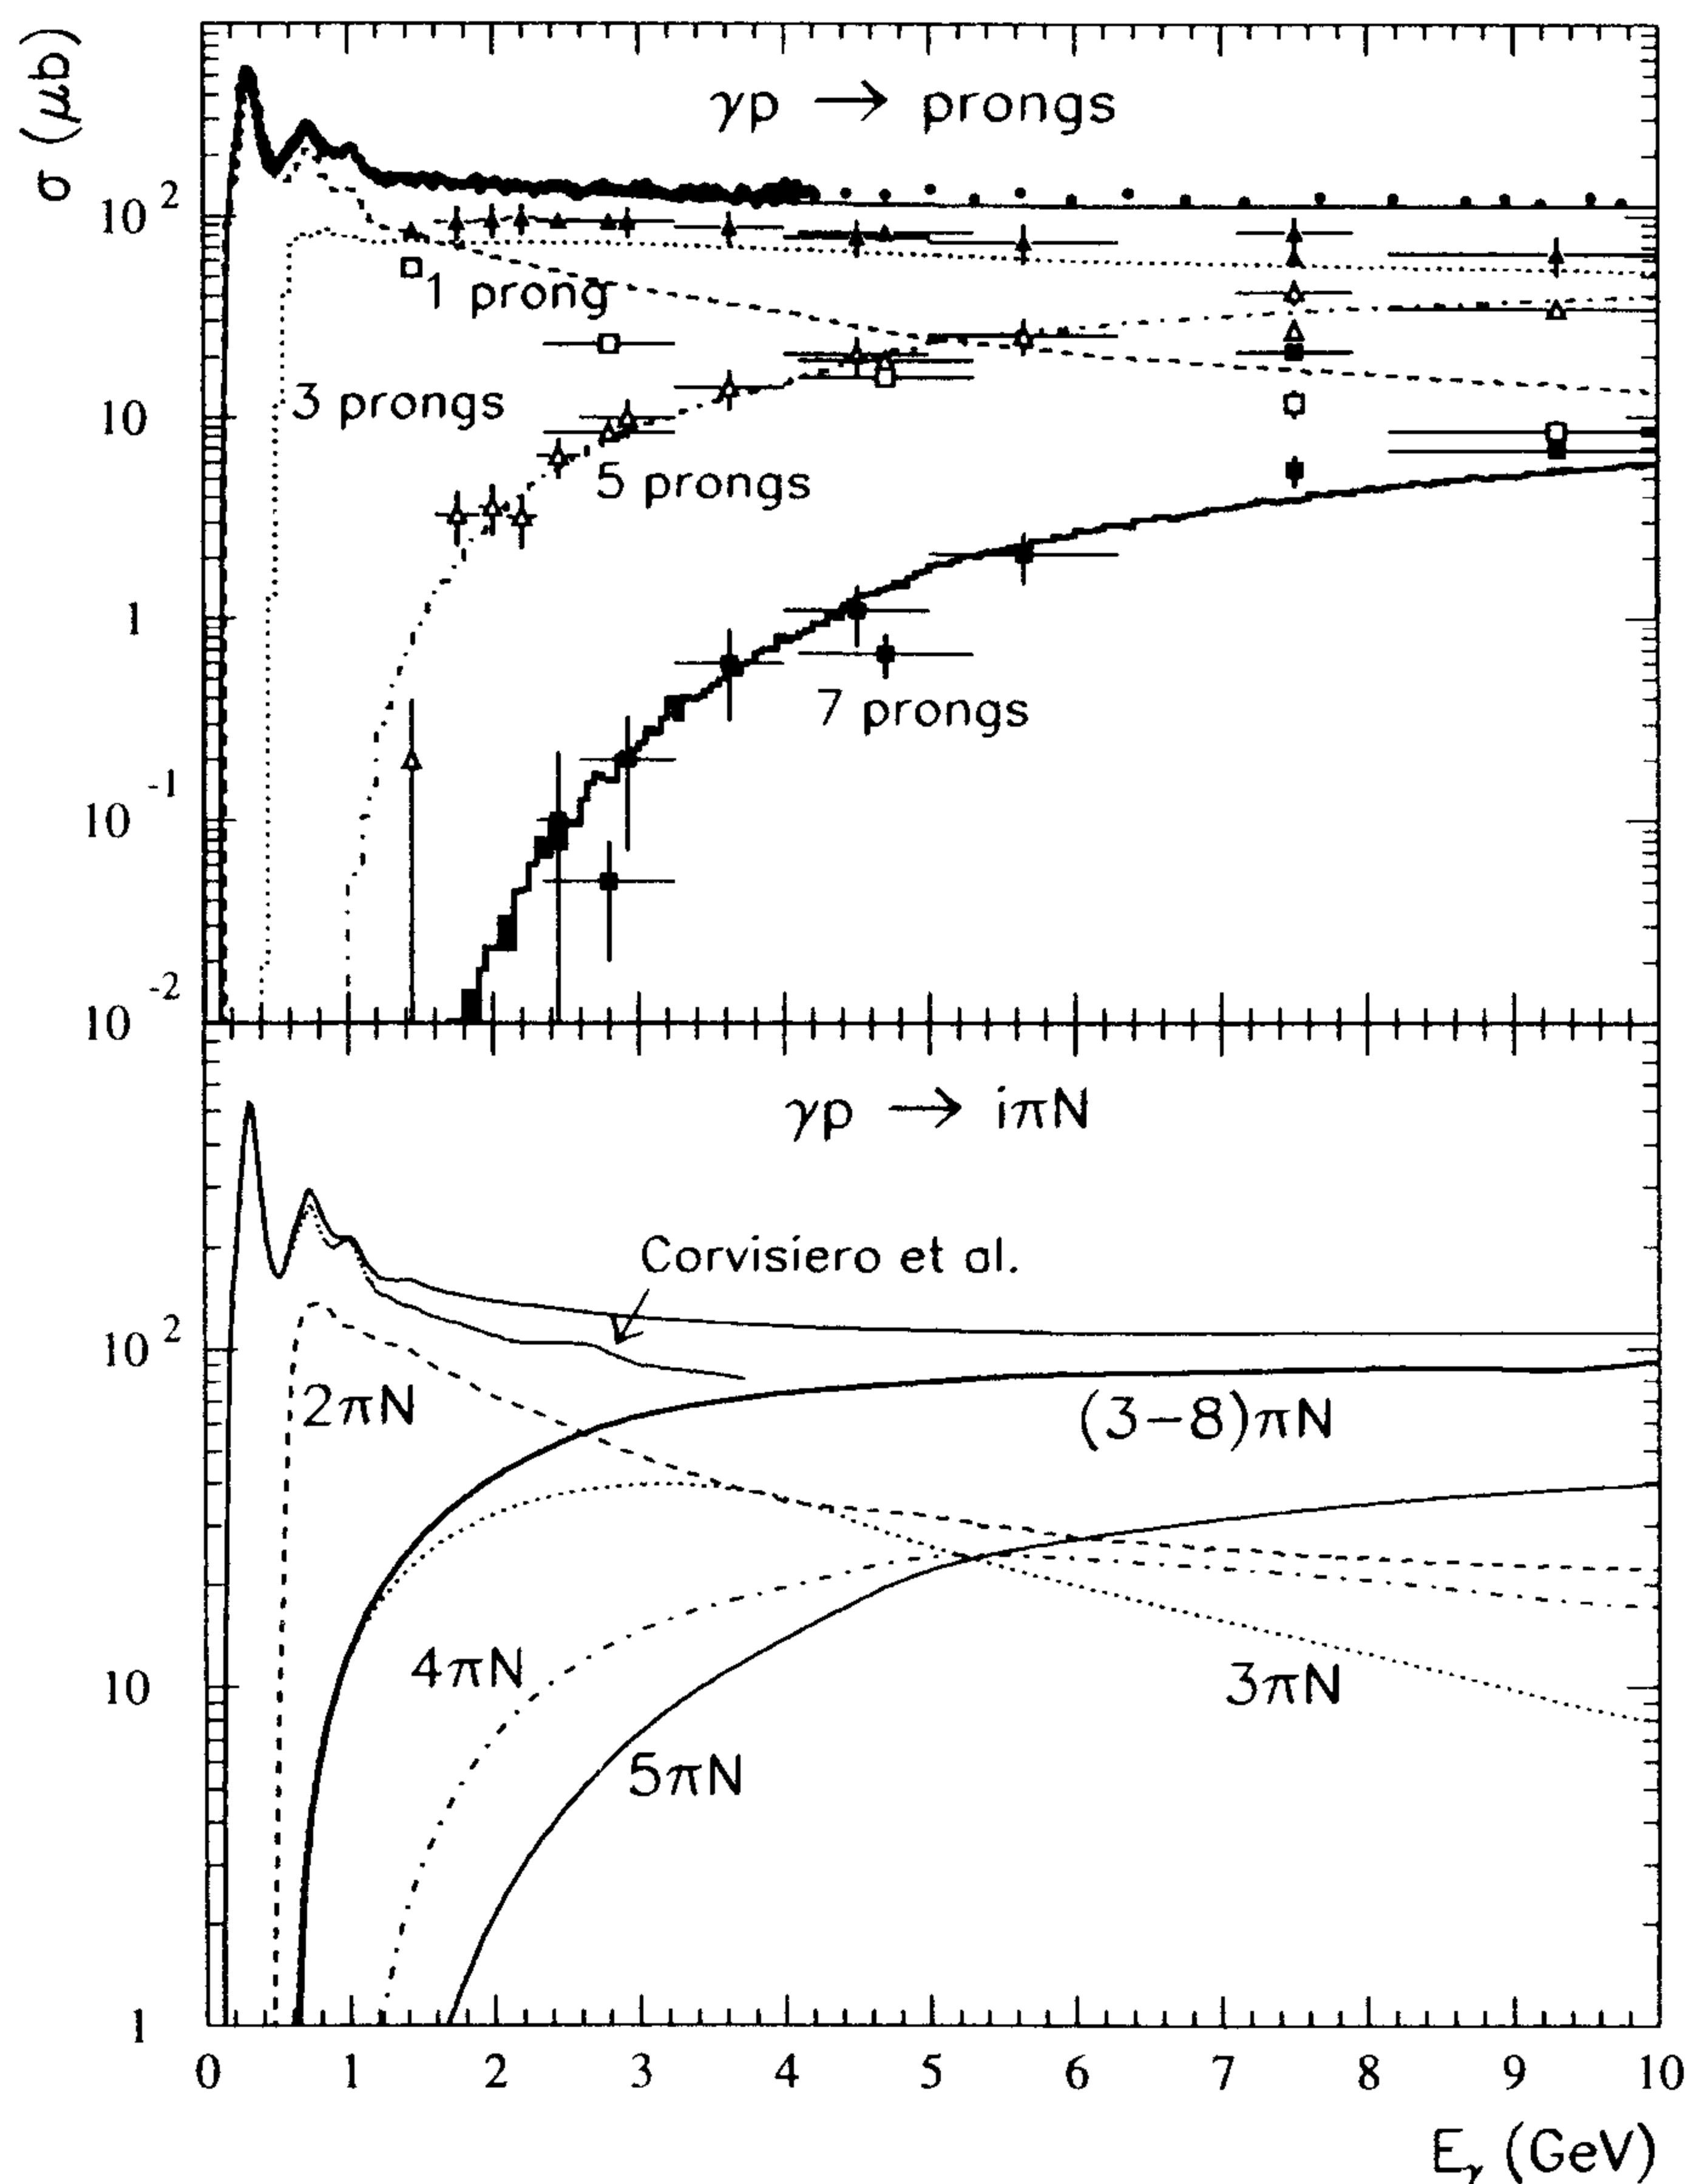 σ (μb)
γp → prongs
10 2
1 prong
10
3 prongs
5 prongs
1
7 prongs
10 -1
10 -2
γp → iπN
Corvisiero et al.
10 2
2πN
(3−8)πN
4πN
10
3πN
5πN
1
0 1 2 3 4 5 6 7 8 9 10
Eγ (GeV)